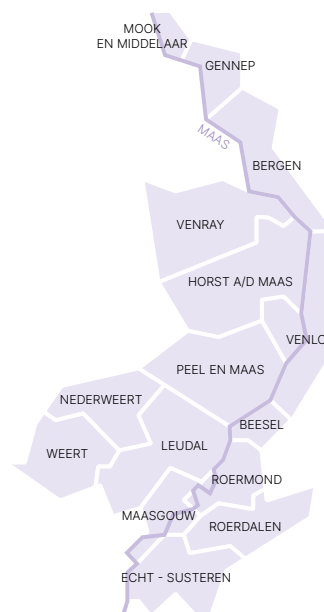 MOOK
EN MIDDELAAR
GENNEP
MAAS
BERGEN
VENRAY
HORST A/D MAAS
VENLO
PEEL EN MAAS
NEDERWEERT
BEESEL
WEERT
LEUDAL
ROERMOND
MAASGOUW
ROERDALEN
ECHT - SUSTEREN